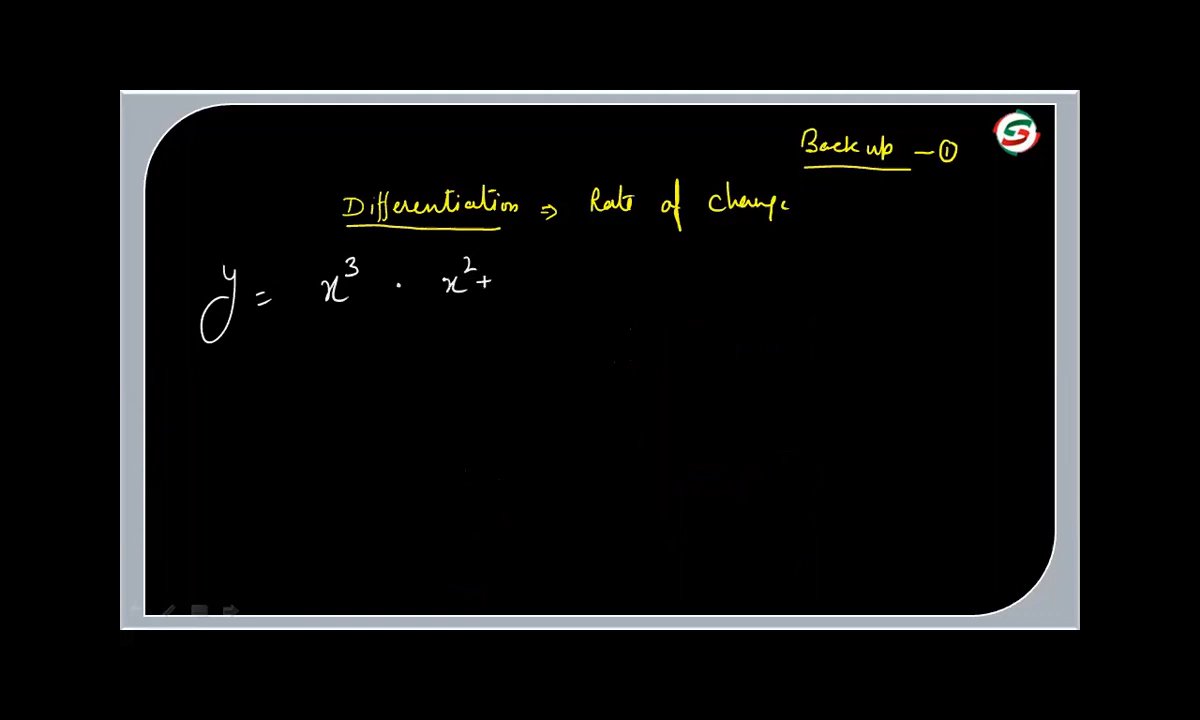 Back up - ①
Differentiation ⇒ Rate of change
y = x³ · x² +